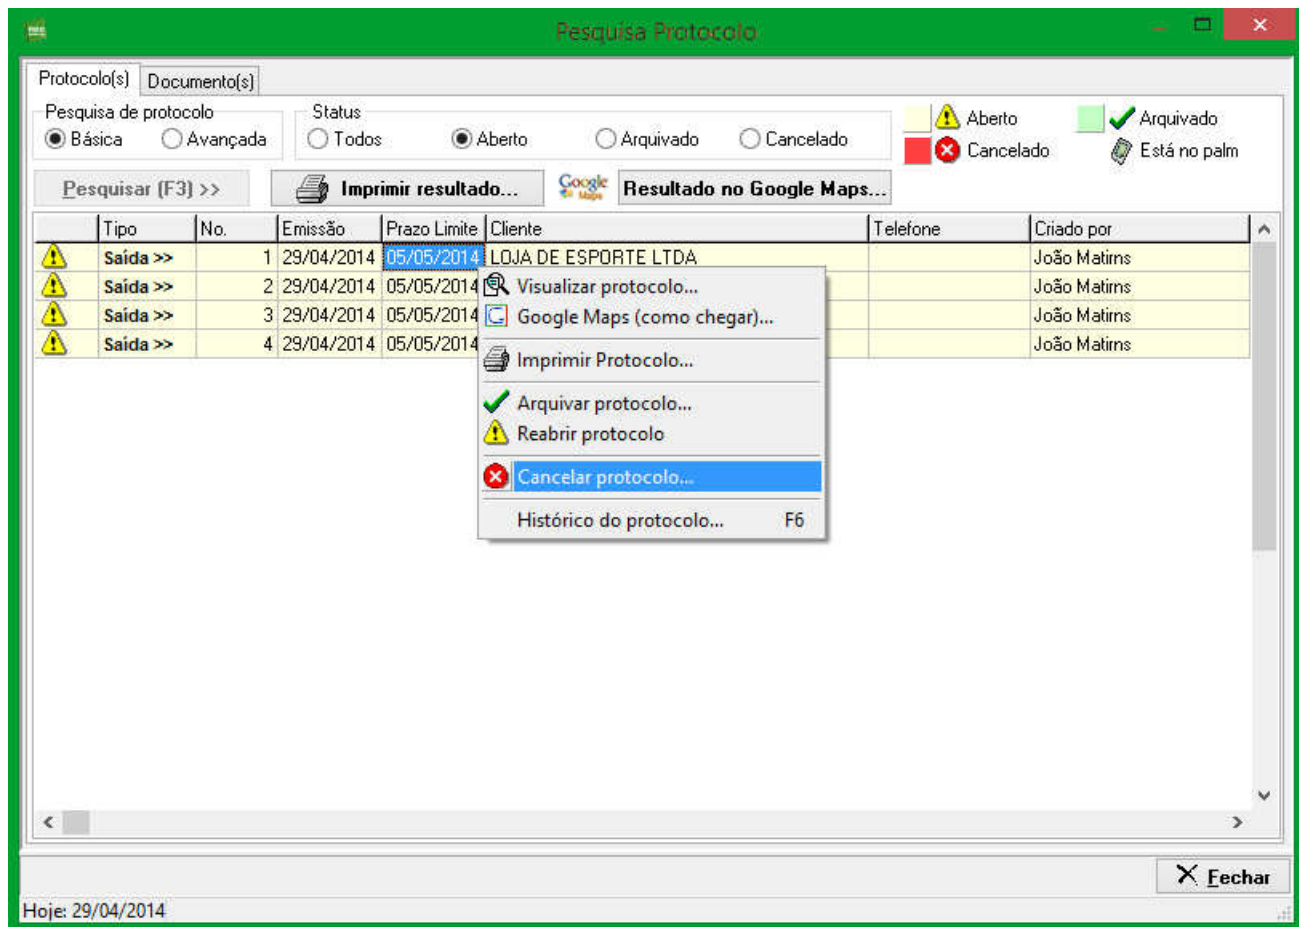 Pesquisa Protocolo
Protocolo(s) Documento(s)
Pesquisa de protocolo Status
Básica Avançada Todos Aberto Arquivado Cancelado
Aberto Arquivado
Cancelado Está no palm
Pesquisar (F3) >> Imprimir resultado... Google Maps Resultado no Google Maps...
Tipo No. Emissão Prazo Limite Cliente Telefone Criado por
Saída >> 1 29/04/2014 05/05/2014 LOJA DE ESPORTE LTDA João Matirns
Saída >> 2 29/04/2014 05/05/2014 João Matirns
Saída >> 3 29/04/2014 05/05/2014 João Matirns
Saída >> 4 29/04/2014 05/05/2014 João Matirns
Visualizar protocolo...
Google Maps (como chegar)...
Imprimir Protocolo...
Arquivar protocolo...
Reabrir protocolo
Cancelar protocolo...
Histórico do protocolo... F6
Fechar
Hoje: 29/04/2014